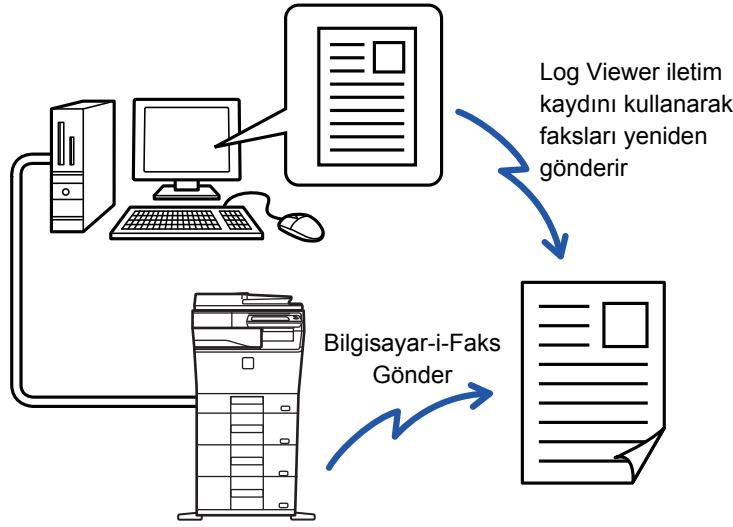 Log Viewer iletim
kaydını kullanarak
faksları yeniden
gönderir
Bilgisayar-i-Faks
Gönder